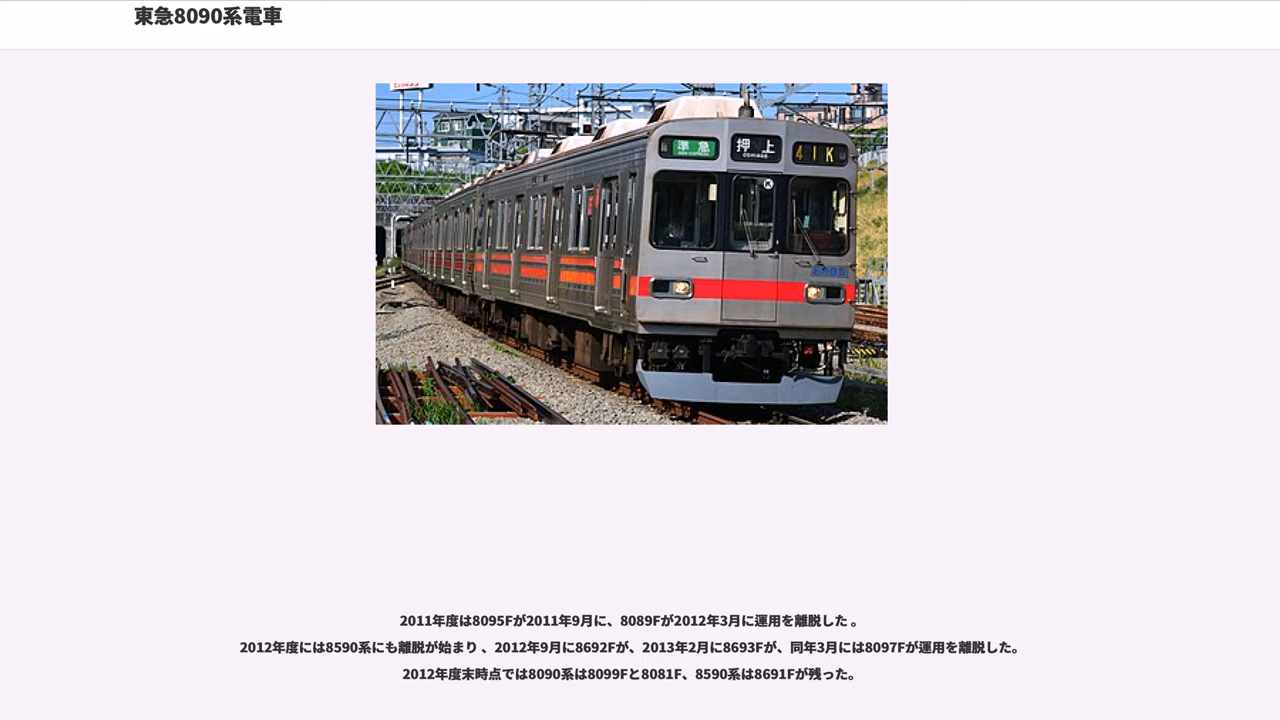 東急8090系電車
準急
押上
OSHIAGE
41K
K
2011年度は8095Fが2011年9月に、8089Fが2012年3月に運用を離脱した 。
2012年度には8590系にも離脱が始まり 、2012年9月に8692Fが、2013年2月に8693Fが、同年3月には8097Fが運用を離脱した。
2012年度末時点では8090系は8099Fと8081F、8590系は8691Fが残った。